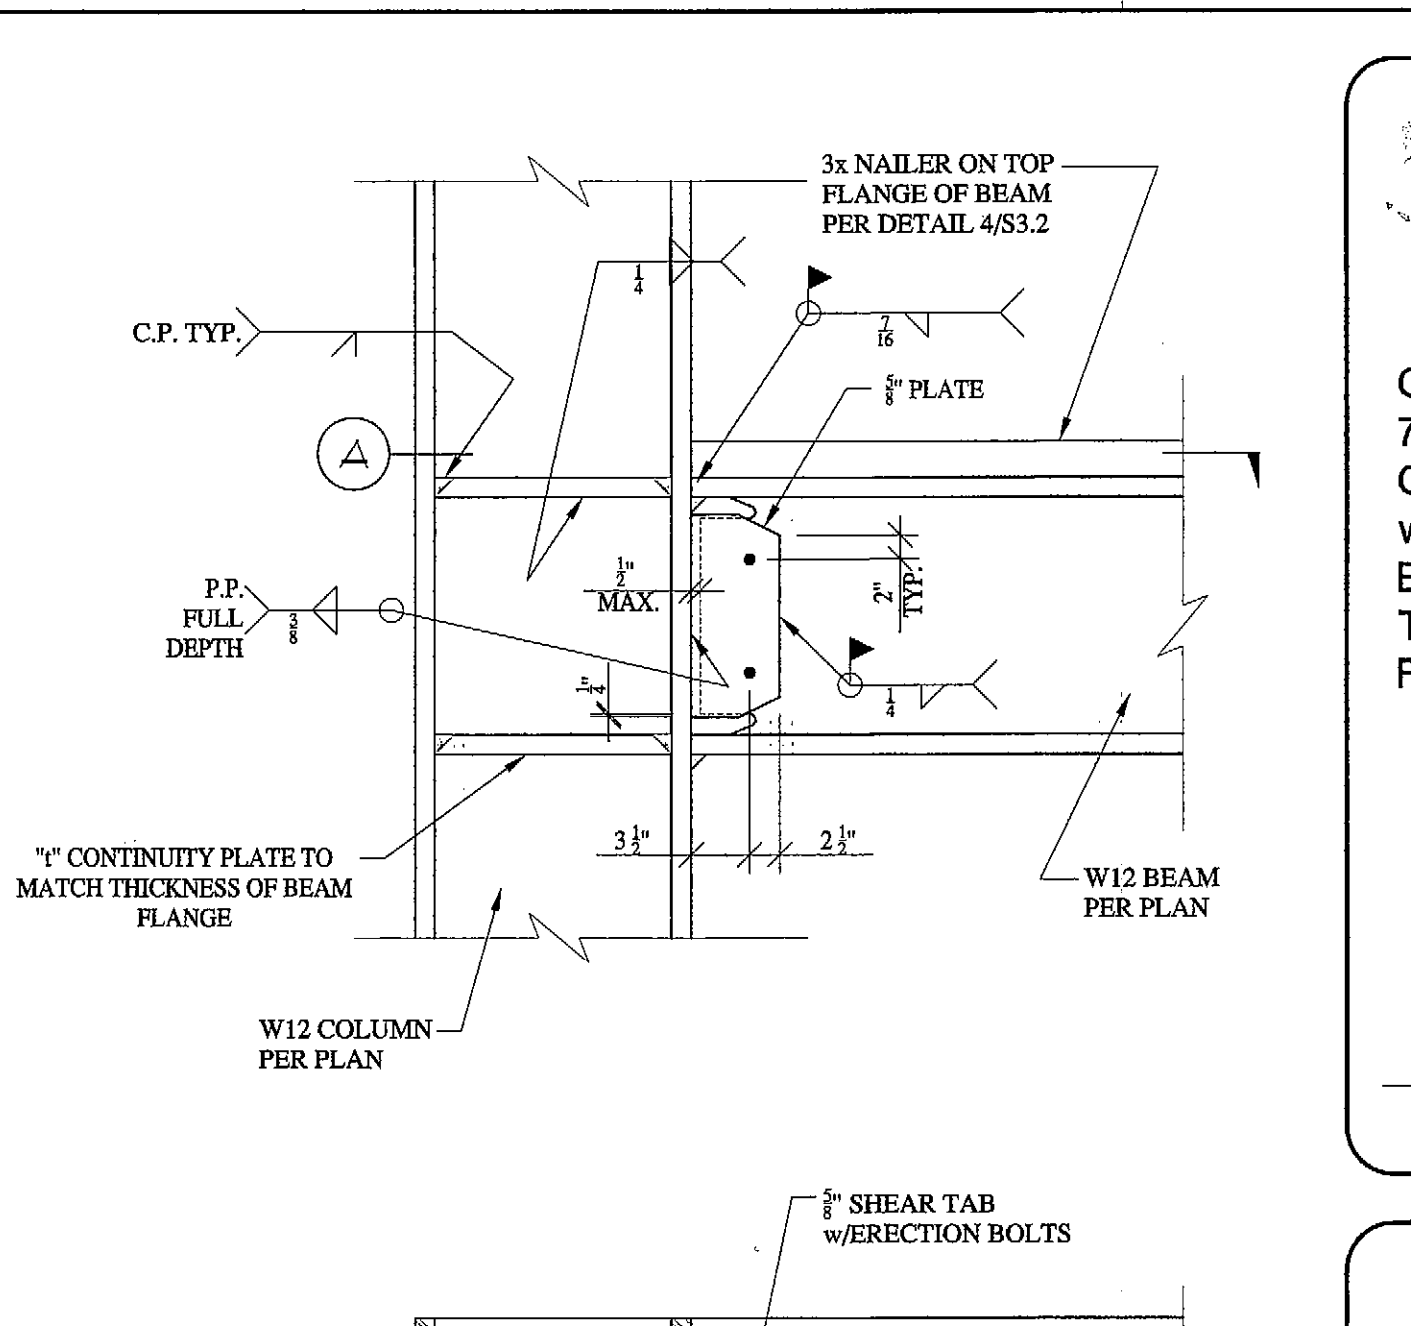 3x NAILER ON TOP
FLANGE OF BEAM
PER DETAIL 4/S3.2
1/4
C.P. TYP.
7/16
5/8" PLATE
A
1/2"
MAX.
2"
TYP.
P.P.
FULL
DEPTH
3/8
1/4"
1/4
3 1/2"
2 1/2"
"t" CONTINUITY PLATE TO
MATCH THICKNESS OF BEAM
FLANGE
W12 BEAM
PER PLAN
W12 COLUMN
PER PLAN
5/8" SHEAR TAB
w/ERECTION BOLTS